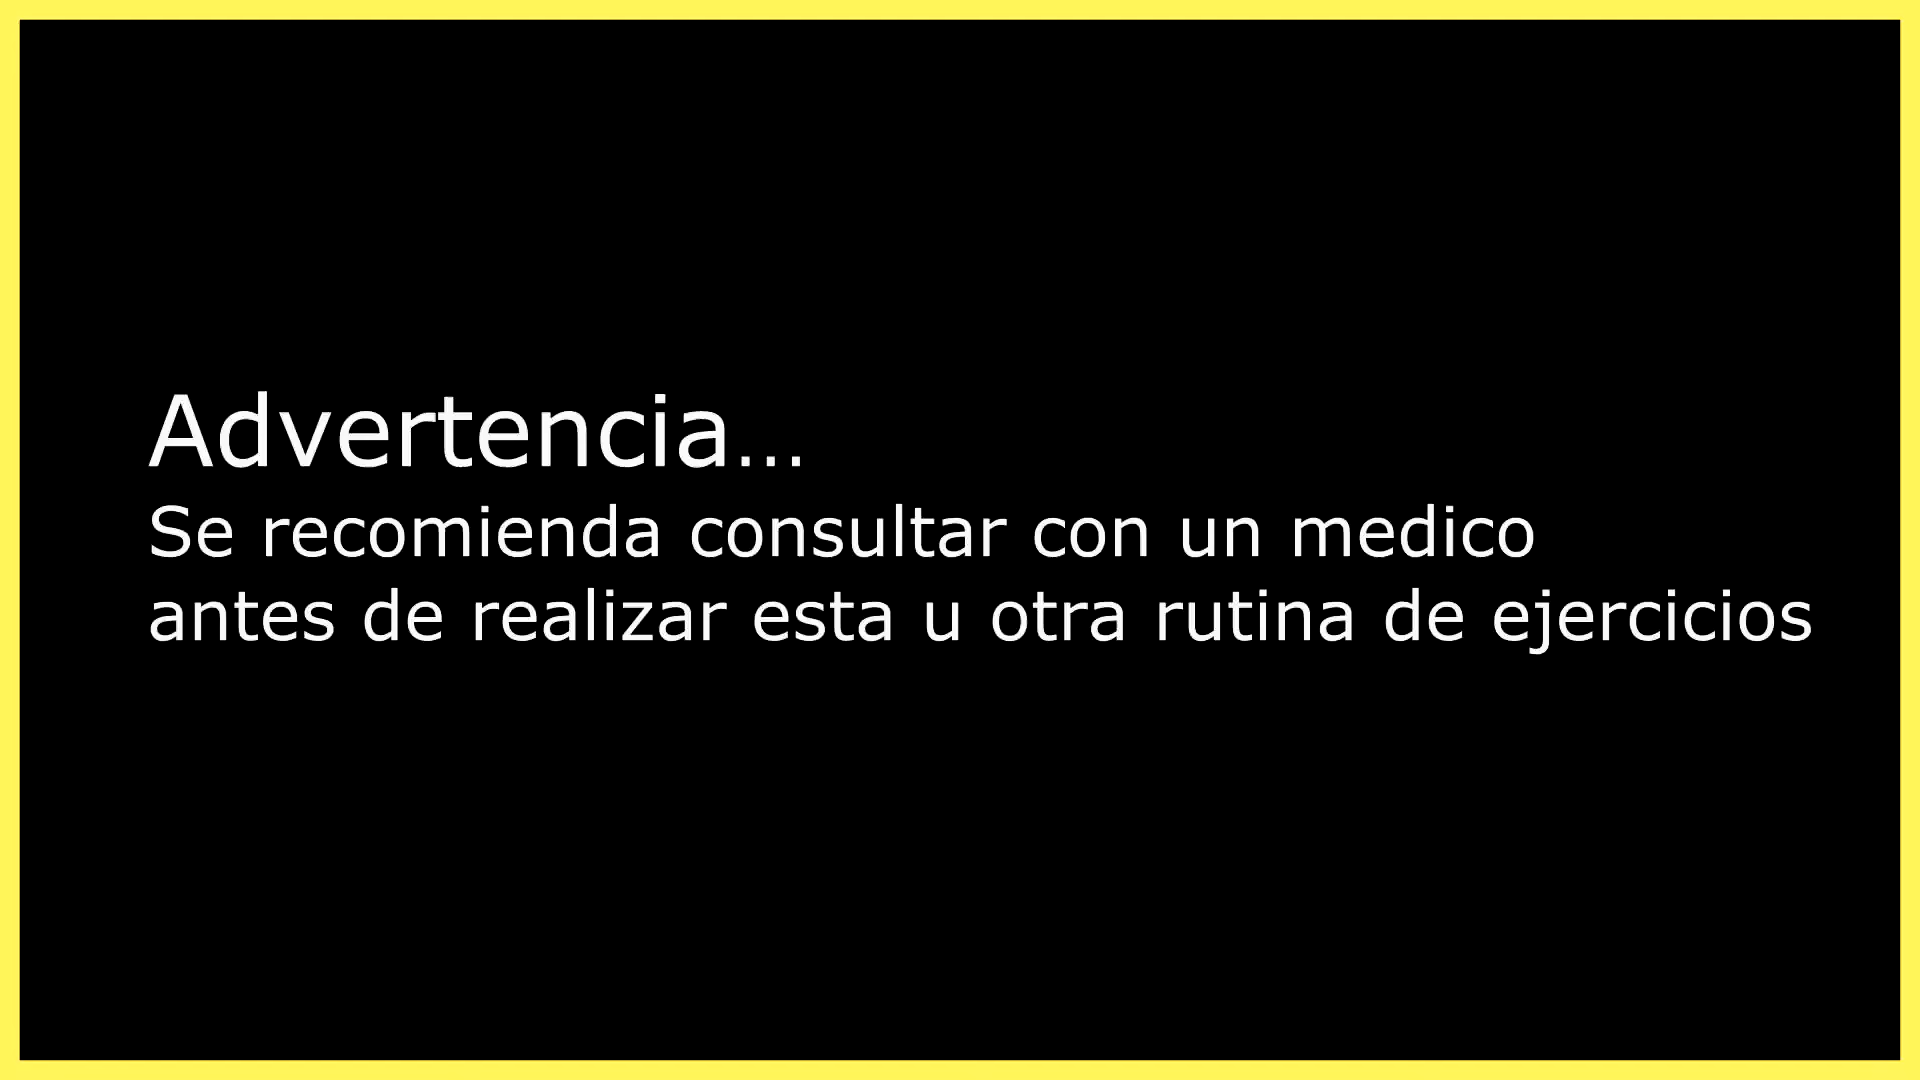 Advertencia...
Se recomienda consultar con un medico
antes de realizar esta u otra rutina de ejercicios